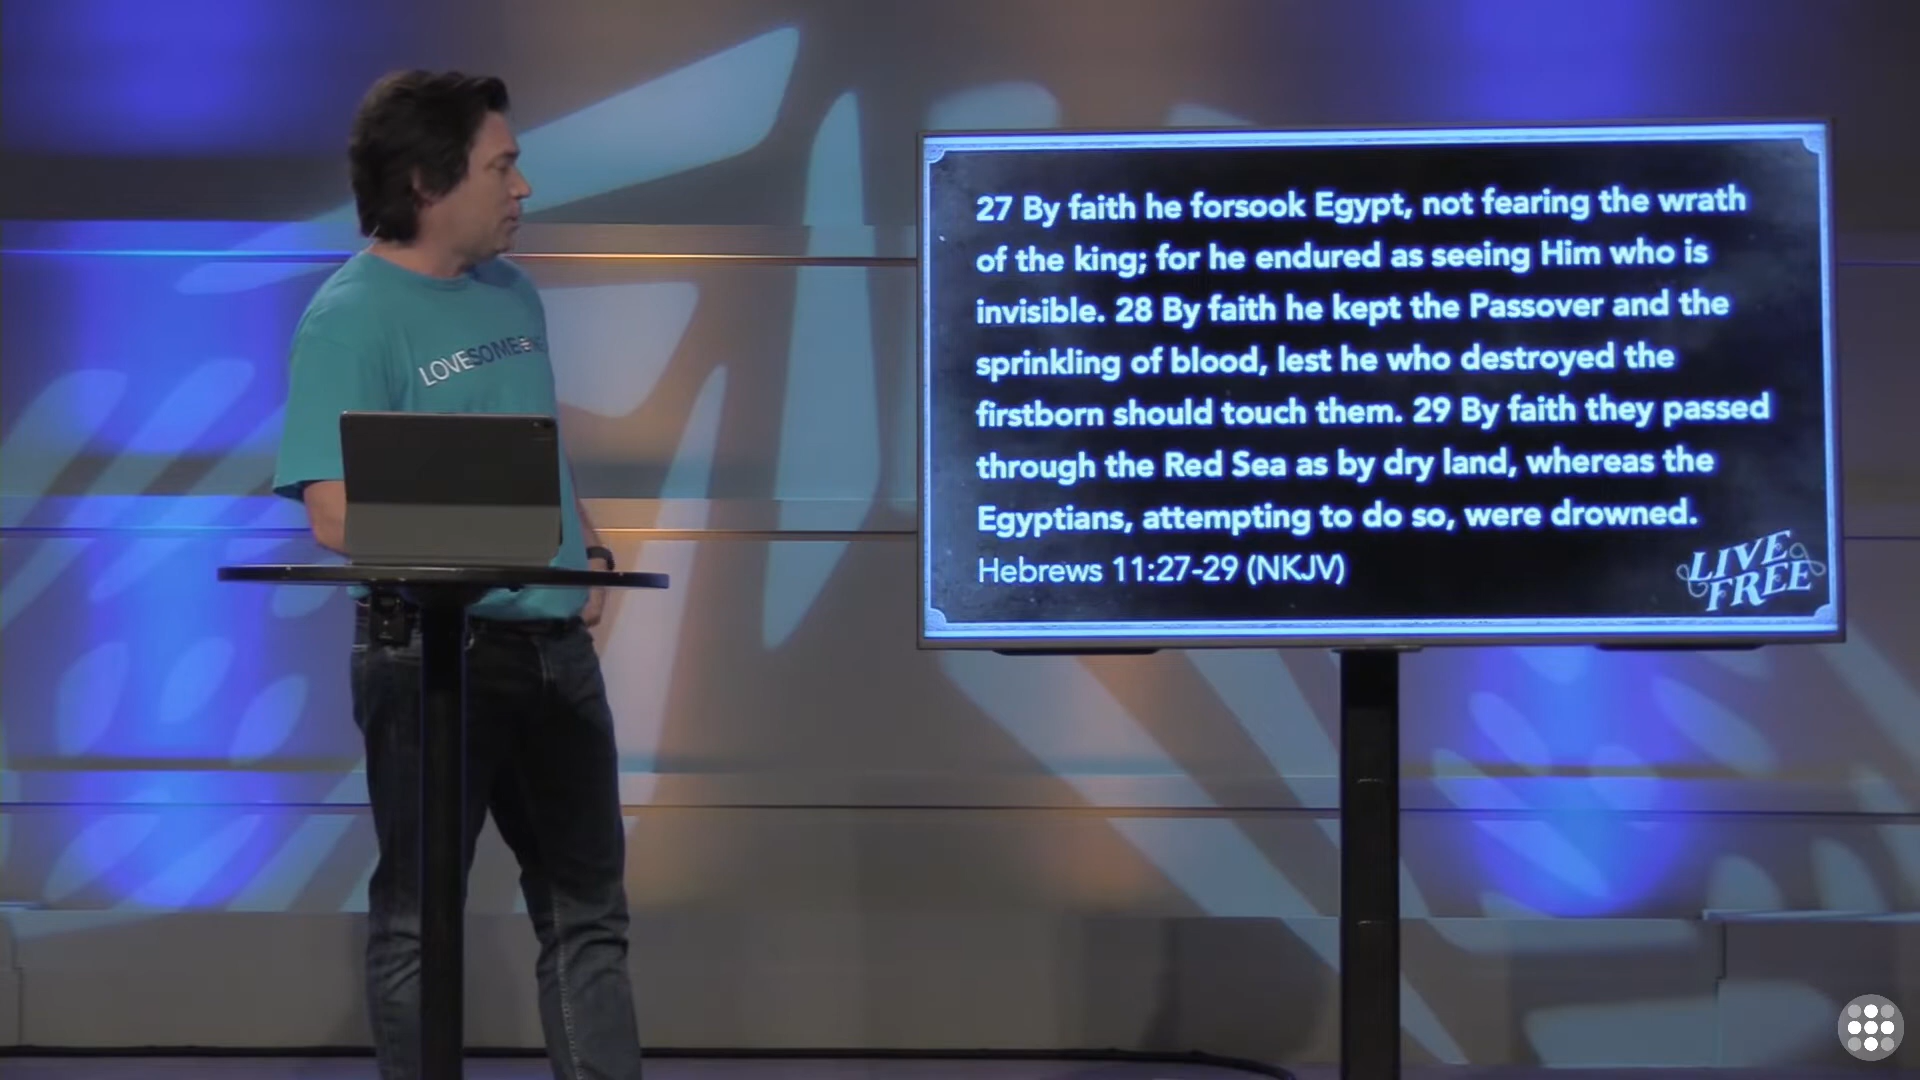 LOVESOMEONE
27 By faith he forsook Egypt, not fearing the wrath
of the king; for he endured as seeing Him who is
invisible. 28 By faith he kept the Passover and the
sprinkling of blood, lest he who destroyed the
firstborn should touch them. 29 By faith they passed
through the Red Sea as by dry land, whereas the
Egyptians, attempting to do so, were drowned.
Hebrews 11:27-29 (NKJV)
LIVE
FREE